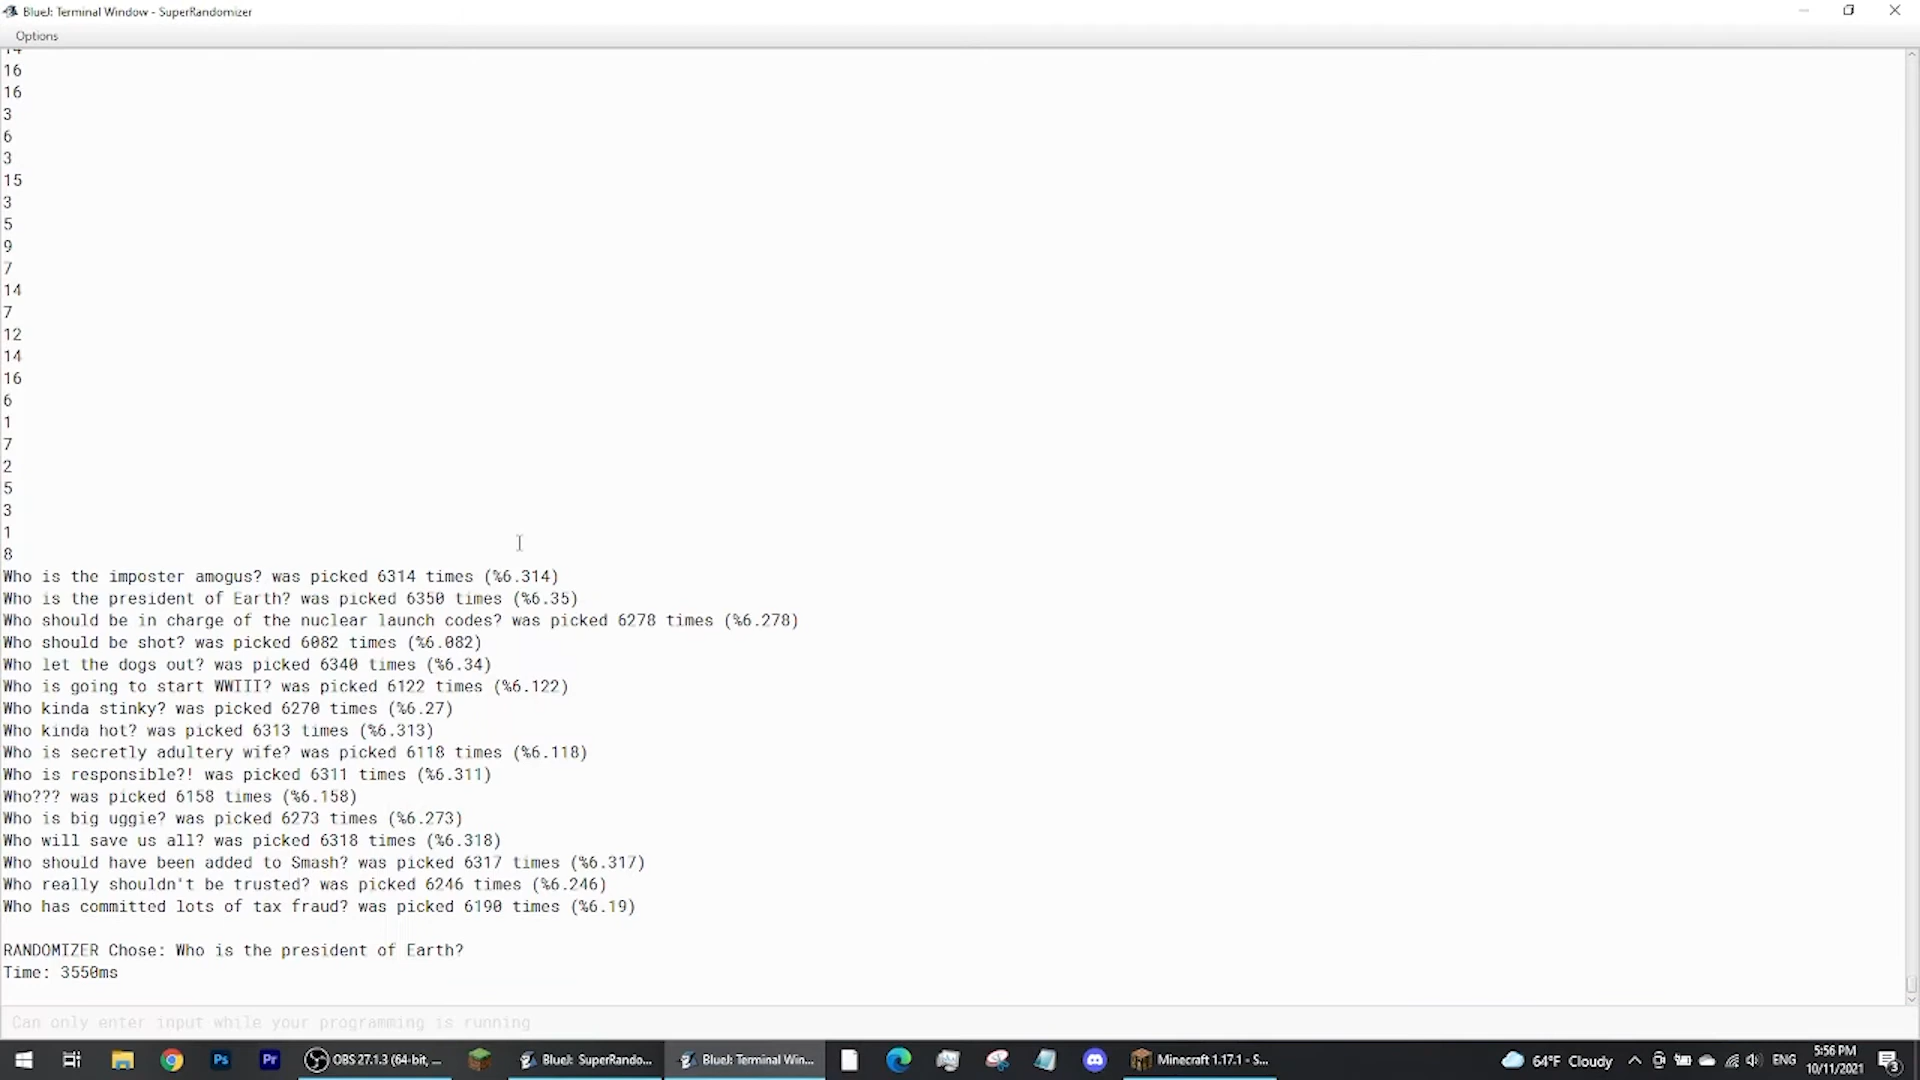 BlueJ: Terminal Window - SuperRandomizer
Options
14
16
16
3
6
3
15
3
5
9
7
14
7
12
14
16
6
1
7
2
5
3
1
8
Who is the imposter amogus? was picked 6314 times (%6.314)
Who is the president of Earth? was picked 6350 times (%6.35)
Who should be in charge of the nuclear launch codes? was picked 6278 times (%6.278)
Who should be shot? was picked 6082 times (%6.082)
Who let the dogs out? was picked 6340 times (%6.34)
Who is going to start WWIII? was picked 6122 times (%6.122)
Who kinda stinky? was picked 6270 times (%6.27)
Who kinda hot? was picked 6313 times (%6.313)
Who is secretly adultery wife? was picked 6118 times (%6.118)
Who is responsible?! was picked 6311 times (%6.311)
Who??? was picked 6158 times (%6.158)
Who is big uggie? was picked 6273 times (%6.273)
Who will save us all? was picked 6318 times (%6.318)
Who should have been added to Smash? was picked 6317 times (%6.317)
Who really shouldn't be trusted? was picked 6246 times (%6.246)
Who has committed lots of tax fraud? was picked 6190 times (%6.19)
RANDOMIZER Chose: Who is the president of Earth?
Time: 3550ms
Can only enter input while your programming is running
Ps
Pr
OBS 27.1.3 (64-bit, ...
BlueJ: SuperRando...
BlueJ: Terminal Win...
Minecraft 1.17.1 - S...
64°F Cloudy
ENG
5:56 PM
10/11/2021
3